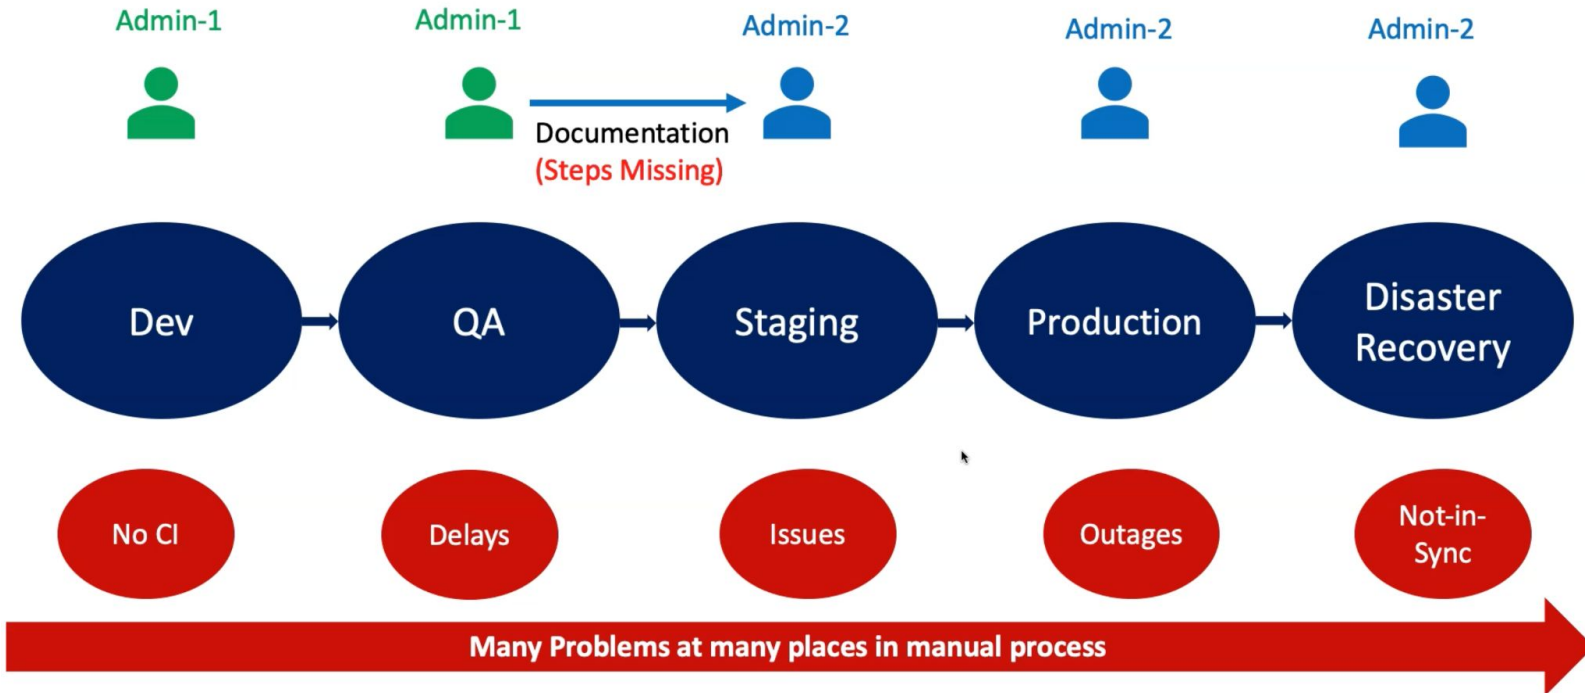 Admin-1
Admin-1
Admin-2
Admin-2
Admin-2
Documentation
(Steps Missing)
Dev
QA
Staging
Production
Disaster
Recovery
No CI
Delays
Issues
Outages
Not-in-
Sync
Many Problems at many places in manual process